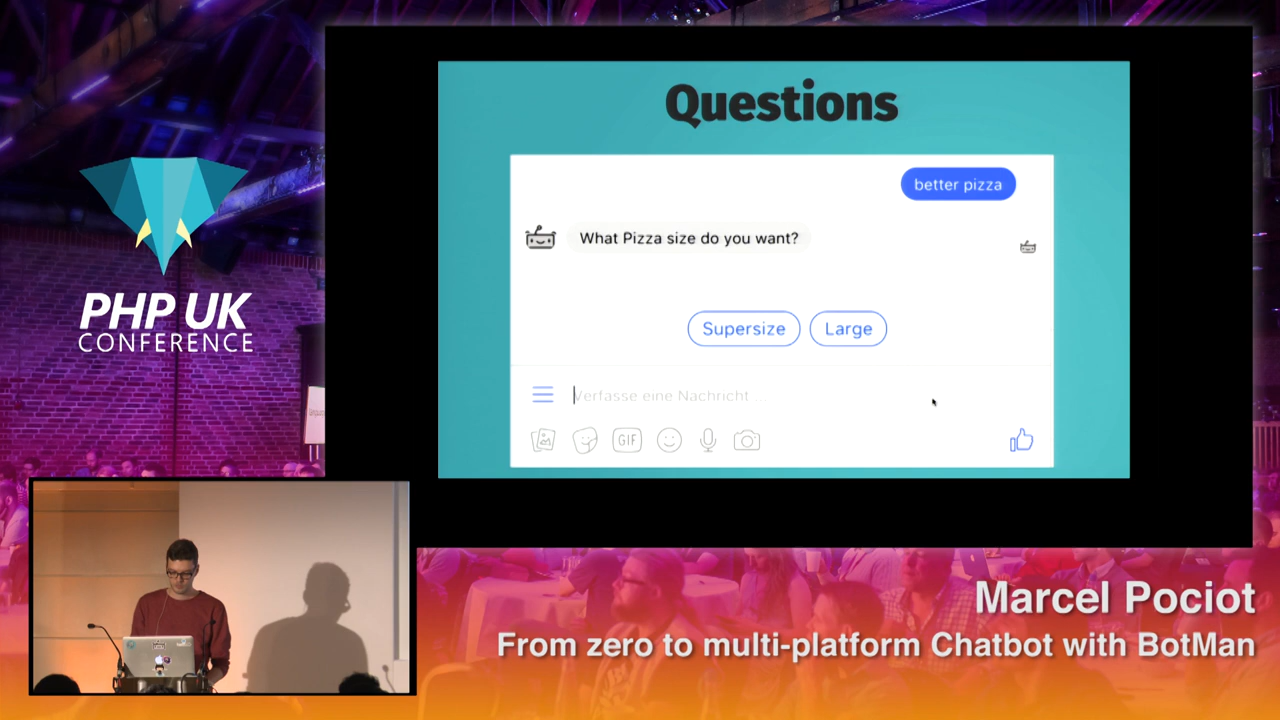 Questions
better pizza
What Pizza size do you want?
Supersize
Large
Verfasse eine Nachricht ...
GIF
PHP UK
CONFERENCE
Marcel Pociot
From zero to multi-platform Chatbot with BotMan